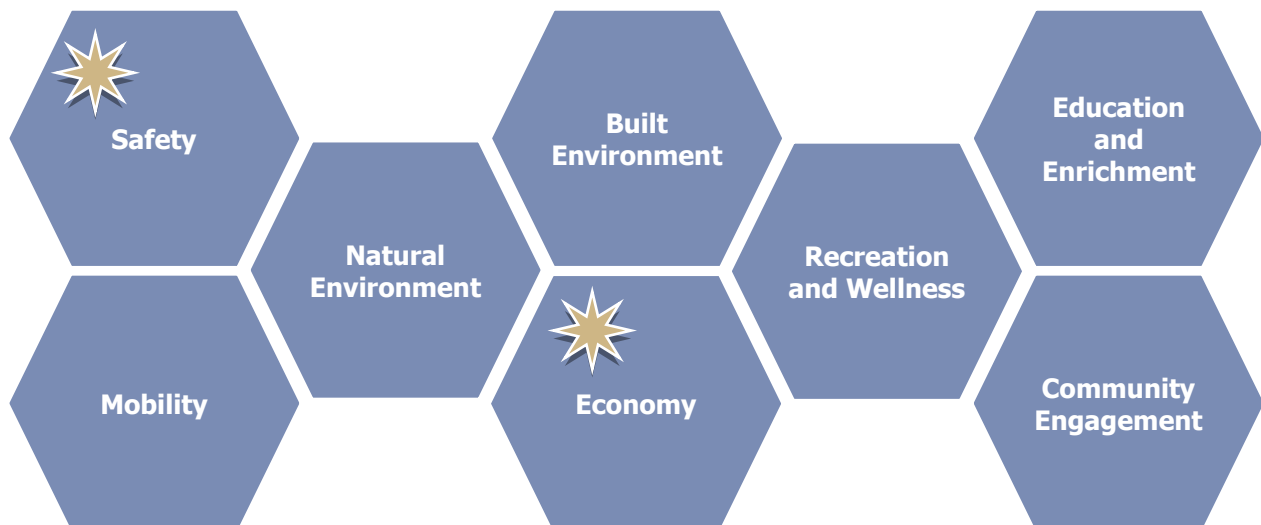 Safety
Mobility
Natural
Environment
Built
Environment
Economy
Recreation
and Wellness
Education
and
Enrichment
Community
Engagement